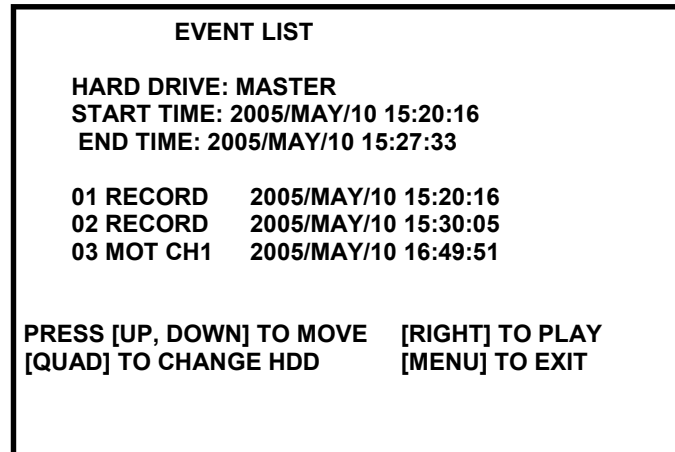 EVENT LIST
HARD DRIVE: MASTER
START TIME: 2005/MAY/10 15:20:16
END TIME: 2005/MAY/10 15:27:33
01 RECORD 2005/MAY/10 15:20:16
02 RECORD 2005/MAY/10 15:30:05
03 MOT CH1 2005/MAY/10 16:49:51
PRESS [UP, DOWN] TO MOVE [RIGHT] TO PLAY
[QUAD] TO CHANGE HDD [MENU] TO EXIT